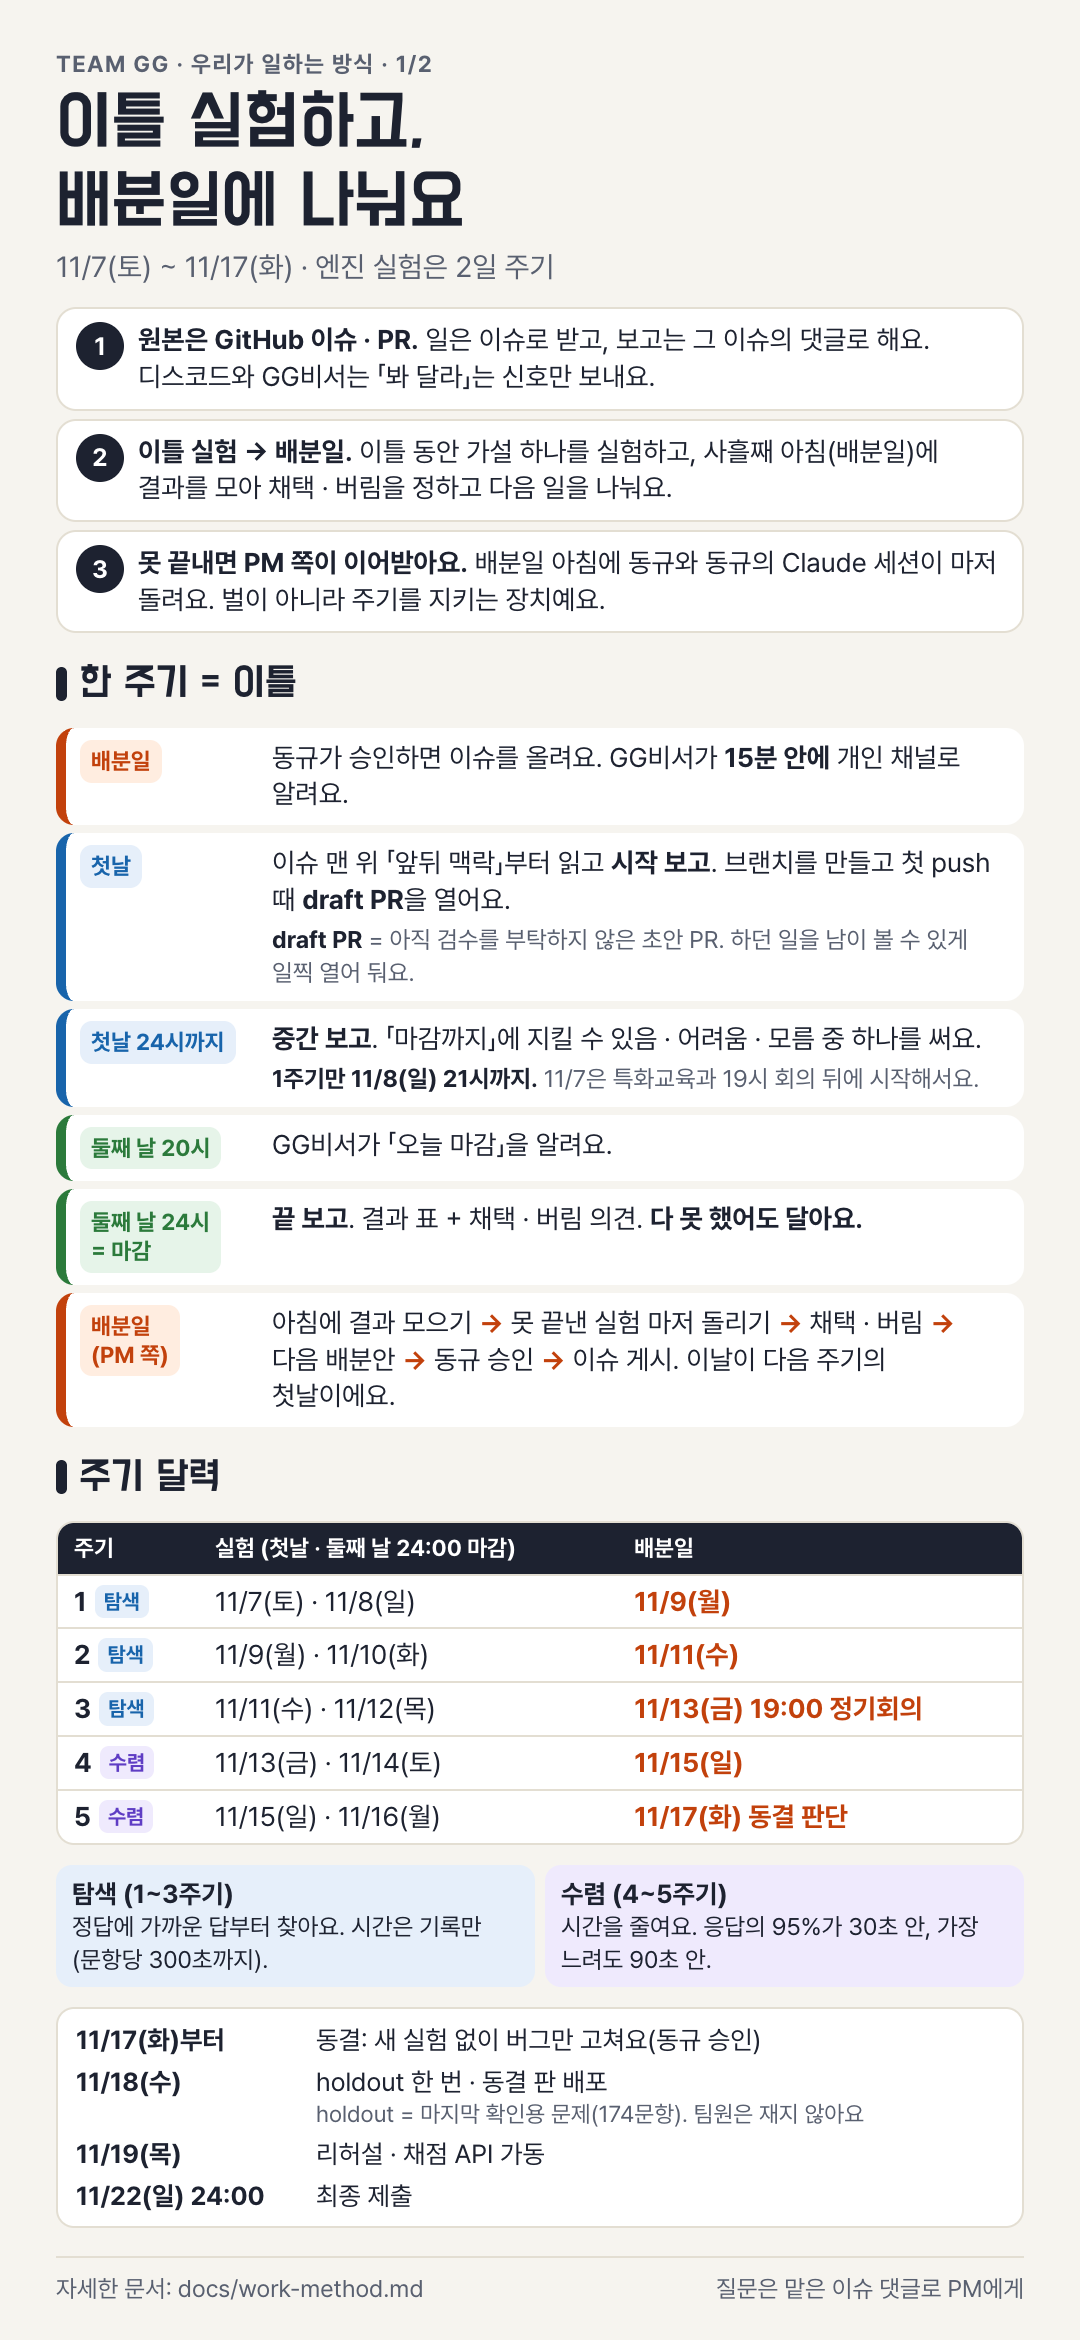 TEAM GG · 우리가 일하는 방식 · 1/2
이틀 실험하고,
배분일에 나눠요
11/7(토) ~ 11/17(화) · 엔진 실험은 2일 주기
1 원본은 GitHub 이슈 · PR. 일은 이슈로 받고, 보고는 그 이슈의 댓글로 해요.
디스코드와 GG비서는 「봐 달라」는 신호만 보내요.
2 이틀 실험 → 배분일. 이틀 동안 가설 하나를 실험하고, 사흘째 아침(배분일)에
결과를 모아 채택 · 버림을 정하고 다음 일을 나눠요.
3 못 끝내면 PM 쪽이 이어받아요. 배분일 아침에 동규와 동규의 Claude 세션이 마저
돌려요. 벌이 아니라 주기를 지키는 장치예요.
한 주기 = 이틀
배분일 동규가 승인하면 이슈를 올려요. GG비서가 15분 안에 개인 채널로
알려요.
첫날 이슈 맨 위 「앞뒤 맥락」부터 읽고 시작 보고. 브랜치를 만들고 첫 push
때 draft PR을 열어요.
draft PR = 아직 검수를 부탁하지 않은 초안 PR. 하던 일을 남이 볼 수 있게
일찍 열어 둬요.
첫날 24시까지 중간 보고. 「마감까지」에 지킬 수 있음 · 어려움 · 모름 중 하나를 써요.
1주기만 11/8(일) 21시까지. 11/7은 특화교육과 19시 회의 뒤에 시작해서요.
둘째 날 20시 GG비서가 「오늘 마감」을 알려요.
둘째 날 24시 끝 보고. 결과 표 + 채택 · 버림 의견. 다 못 했어도 달아요.
= 마감
배분일 아침에 결과 모으기 → 못 끝낸 실험 마저 돌리기 → 채택 · 버림 →
(PM 쪽) 다음 배분안 → 동규 승인 → 이슈 게시. 이날이 다음 주기의
첫날이에요.
주기 달력
주기 실험 (첫날 · 둘째 날 24:00 마감) 배분일
1 탐색 11/7(토) · 11/8(일) 11/9(월)
2 탐색 11/9(월) · 11/10(화) 11/11(수)
3 탐색 11/11(수) · 11/12(목) 11/13(금) 19:00 정기회의
4 수렴 11/13(금) · 11/14(토) 11/15(일)
5 수렴 11/15(일) · 11/16(월) 11/17(화) 동결 판단
탐색 (1~3주기)
정답에 가까운 답부터 찾아요. 시간은 기록만
(문항당 300초까지).
수렴 (4~5주기)
시간을 줄여요. 응답의 95%가 30초 안, 가장
느려도 90초 안.
11/17(화)부터 동결: 새 실험 없이 버그만 고쳐요(동규 승인)
11/18(수) holdout 한 번 · 동결 판 배포
holdout = 마지막 확인용 문제(174문항). 팀원은 재지 않아요
11/19(목) 리허설 · 채점 API 가동
11/22(일) 24:00 최종 제출
자세한 문서: docs/work-method.md 질문은 맡은 이슈 댓글로 PM에게